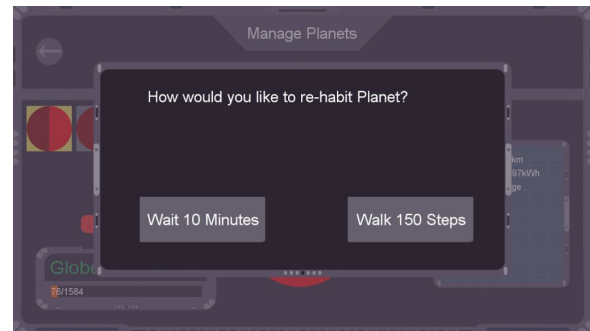 Manage Planets
How would you like to re-habit Planet?
km
97kWh
ge
Wait 10 Minutes
Walk 150 Steps
Globe
76/1584